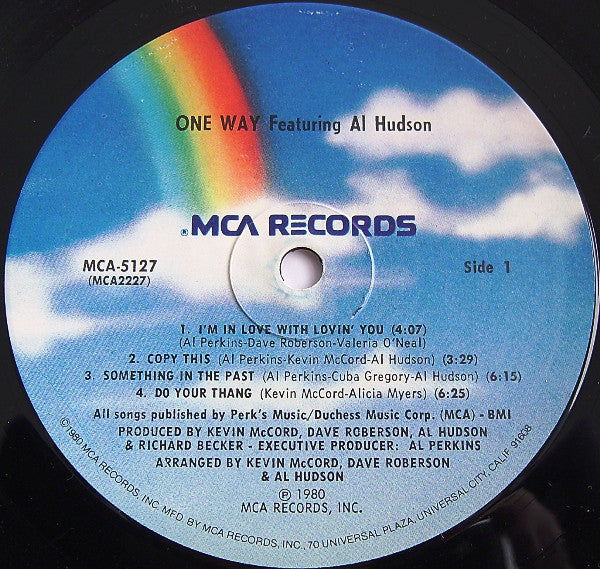 ONE WAY Featuring Al Hudson
®MCA RECORDS
MCA-5127
(MCA2227)
Side 1
1. I'M IN LOVE WITH LOVIN' YOU (4:07)
(Al Perkins-Dave Roberson-Valeria O'Neal)
2. COPY THIS (Al Perkins-Kevin McCord-Al Hudson) (3:29)
3. SOMETHING IN THE PAST (Al Perkins-Cuba Gregory-Al Hudson) (6:15)
4. DO YOUR THANG (Kevin McCord-Alicia Myers) (6:25)
All songs published by Perk's Music/Duchess Music Corp. (MCA) - BMI
PRODUCED BY KEVIN McCORD, DAVE ROBERSON, AL HUDSON
& RICHARD BECKER - EXECUTIVE PRODUCER: AL PERKINS
ARRANGED BY KEVIN McCORD, DAVE ROBERSON
& AL HUDSON
℗ 1980
MCA RECORDS, INC.
©1980 MCA RECORDS, INC. MFD BY MCA RECORDS, INC., 70 UNIVERSAL PLAZA, UNIVERSAL CITY, CALIF. 91608